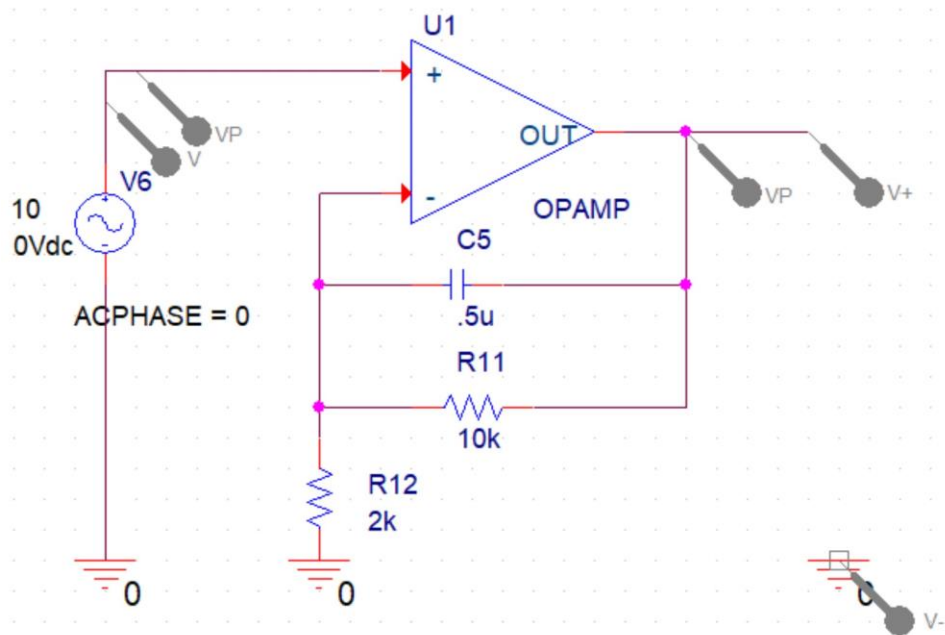 U1
+
OUT
-
OPAMP
VP
V
V6
10
0Vdc
+
-
ACPHASE = 0
VP
V+
C5
.5u
R11
10k
R12
2k
0
0
0
V-